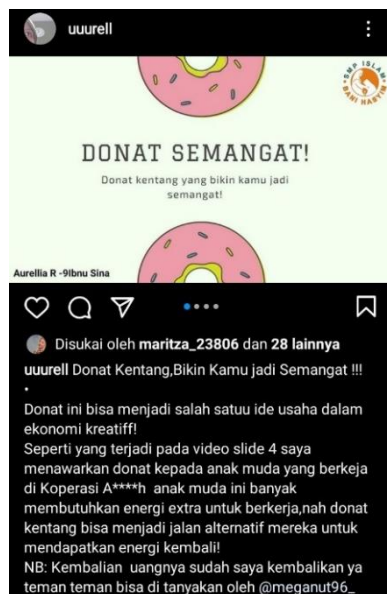 uuurell
SMP ISLAM
BANI HASYIM
DONAT SEMANGAT!
Donat kentang yang bikin kamu jadi
semangat!
Aurellia R -9Ibnu Sina
Disukai oleh maritza_23806 dan 28 lainnya
uuurell Donat Kentang,Bikin Kamu jadi Semangat !!!
•
Donat ini bisa menjadi salah satuu ide usaha dalam
ekonomi kreatiff!
Seperti yang terjadi pada video slide 4 saya
menawarkan donat kepada anak muda yang berkeja
di Koperasi A****h anak muda ini banyak
membutuhkan energi extra untuk berkerja,nah donat
kentang bisa menjadi jalan alternatif mereka untuk
mendapatkan energi kembali!
NB: Kembalian uangnya sudah saya kembalikan ya
teman teman bisa di tanyakan oleh @meganut96_